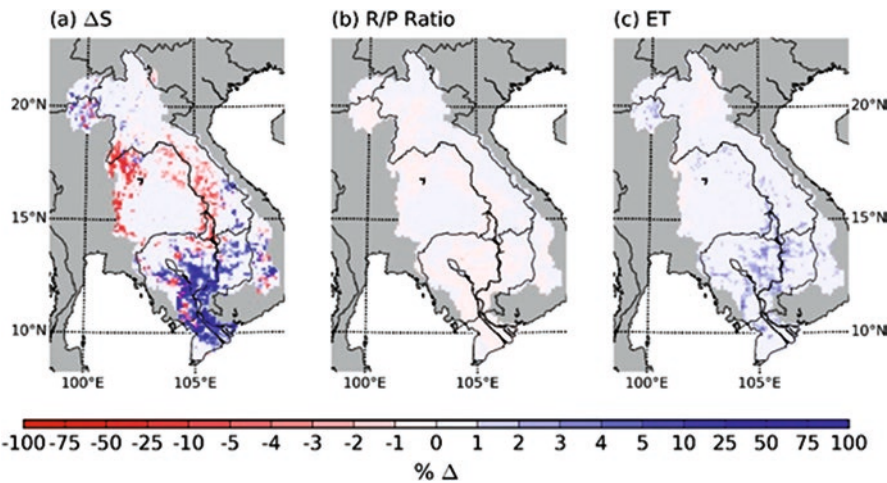 (a) ΔS (b) R/P Ratio (c) ET
20°N 20°N
15°N 15°N
10°N 10°N
100°E 105°E 100°E 105°E 100°E 105°E
-100 -75 -50 -25 -10 -5 -4 -3 -2 -1 0 1 2 3 4 5 10 25 50 75 100
% Δ